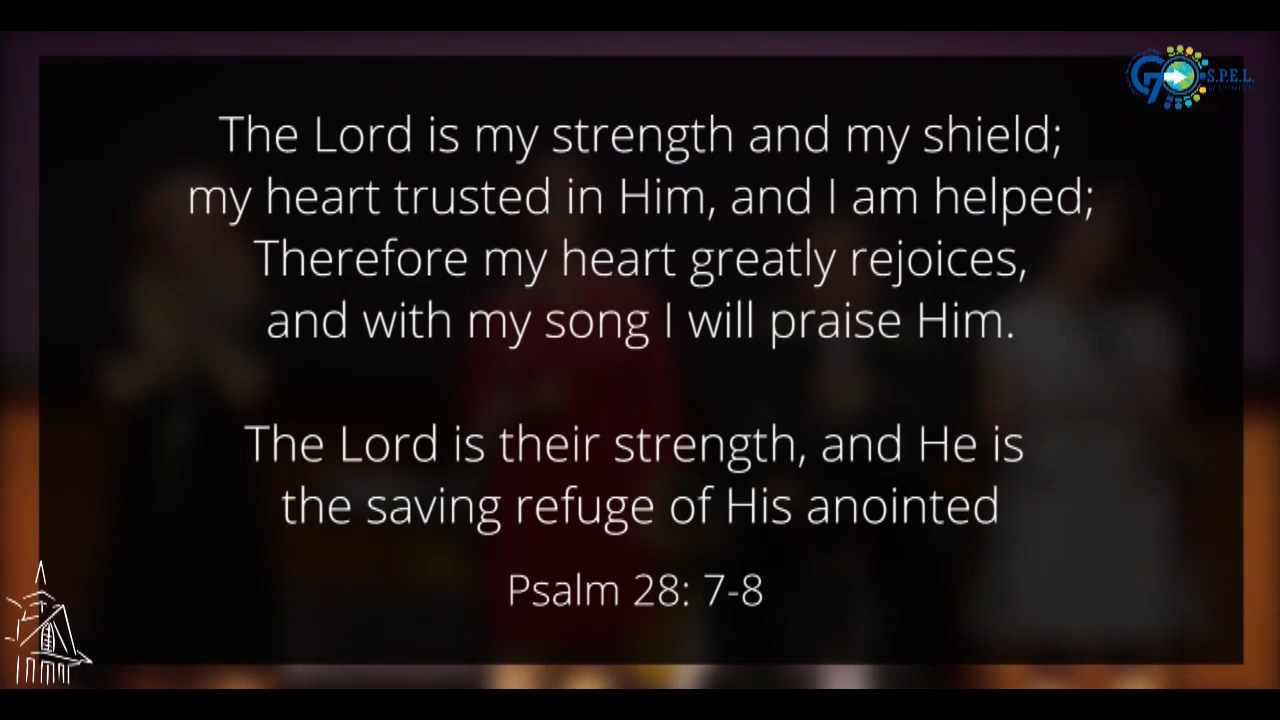 GO S.P.E.L.
The Lord is my strength and my shield;
my heart trusted in Him, and I am helped;
Therefore my heart greatly rejoices,
and with my song I will praise Him.
The Lord is their strength, and He is
the saving refuge of His anointed
Psalm 28: 7-8